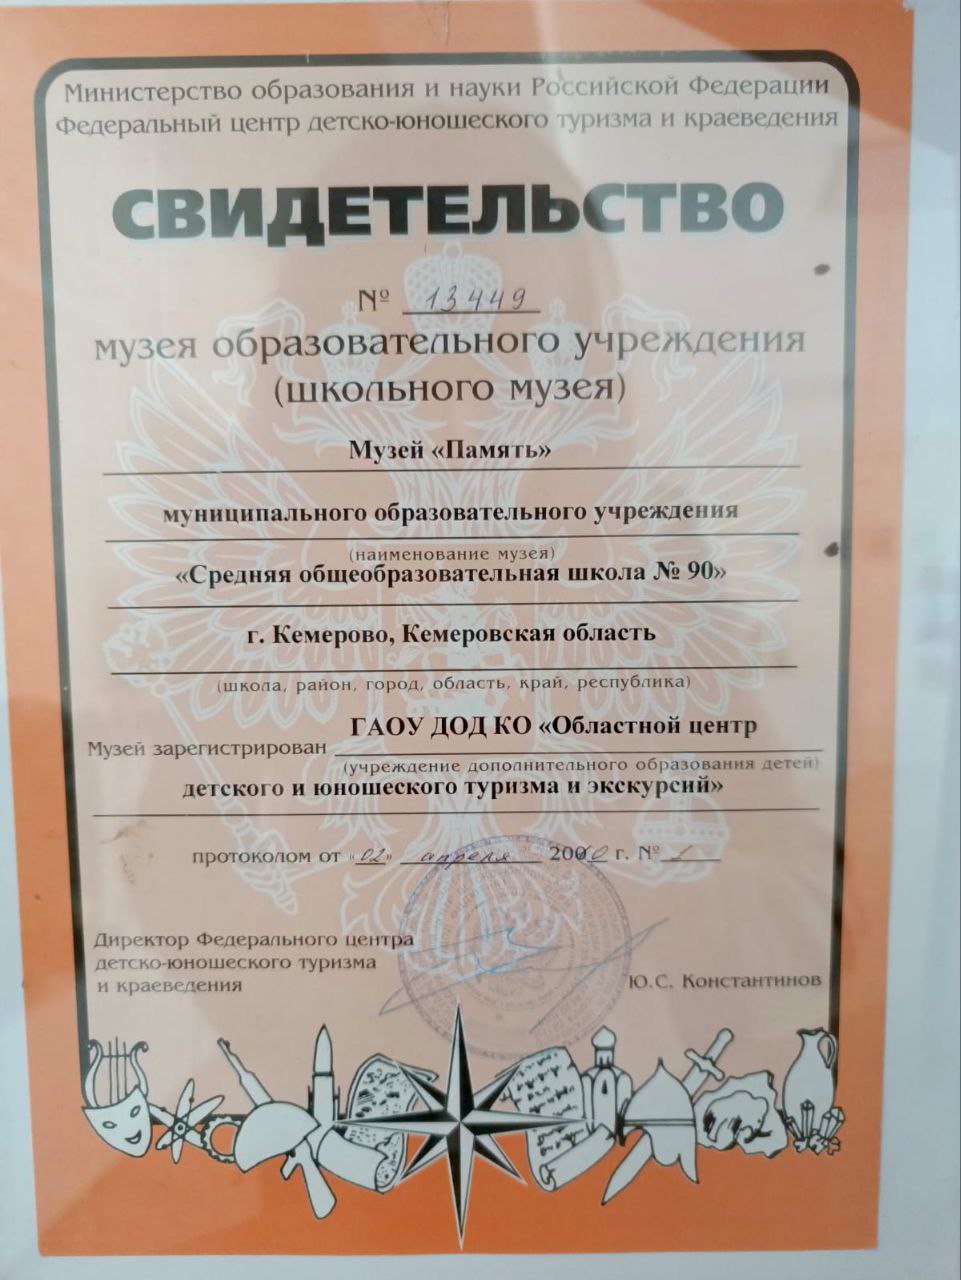 Министерство образования и науки Российской Федерации
Федеральный центр детско-юношеского туризма и краеведения
СВИДЕТЕЛЬСТВО
№ 13449
музея образовательного учреждения
(школьного музея)
Музей «Память»
муниципального образовательного учреждения
(наименование музея)
«Средняя общеобразовательная школа № 90»
г. Кемерово, Кемеровская область
(школа, район, город, область, край, республика)
ГАОУ ДОД КО «Областной центр
Музей зарегистрирован
(учреждение дополнительного образования детей)
детского и юношеского туризма и экскурсий»
протоколом от «02» апреля 2010 г. № 1
Директор Федерального центра
детско-юношеского туризма
и краеведения
Ю.С. Константинов